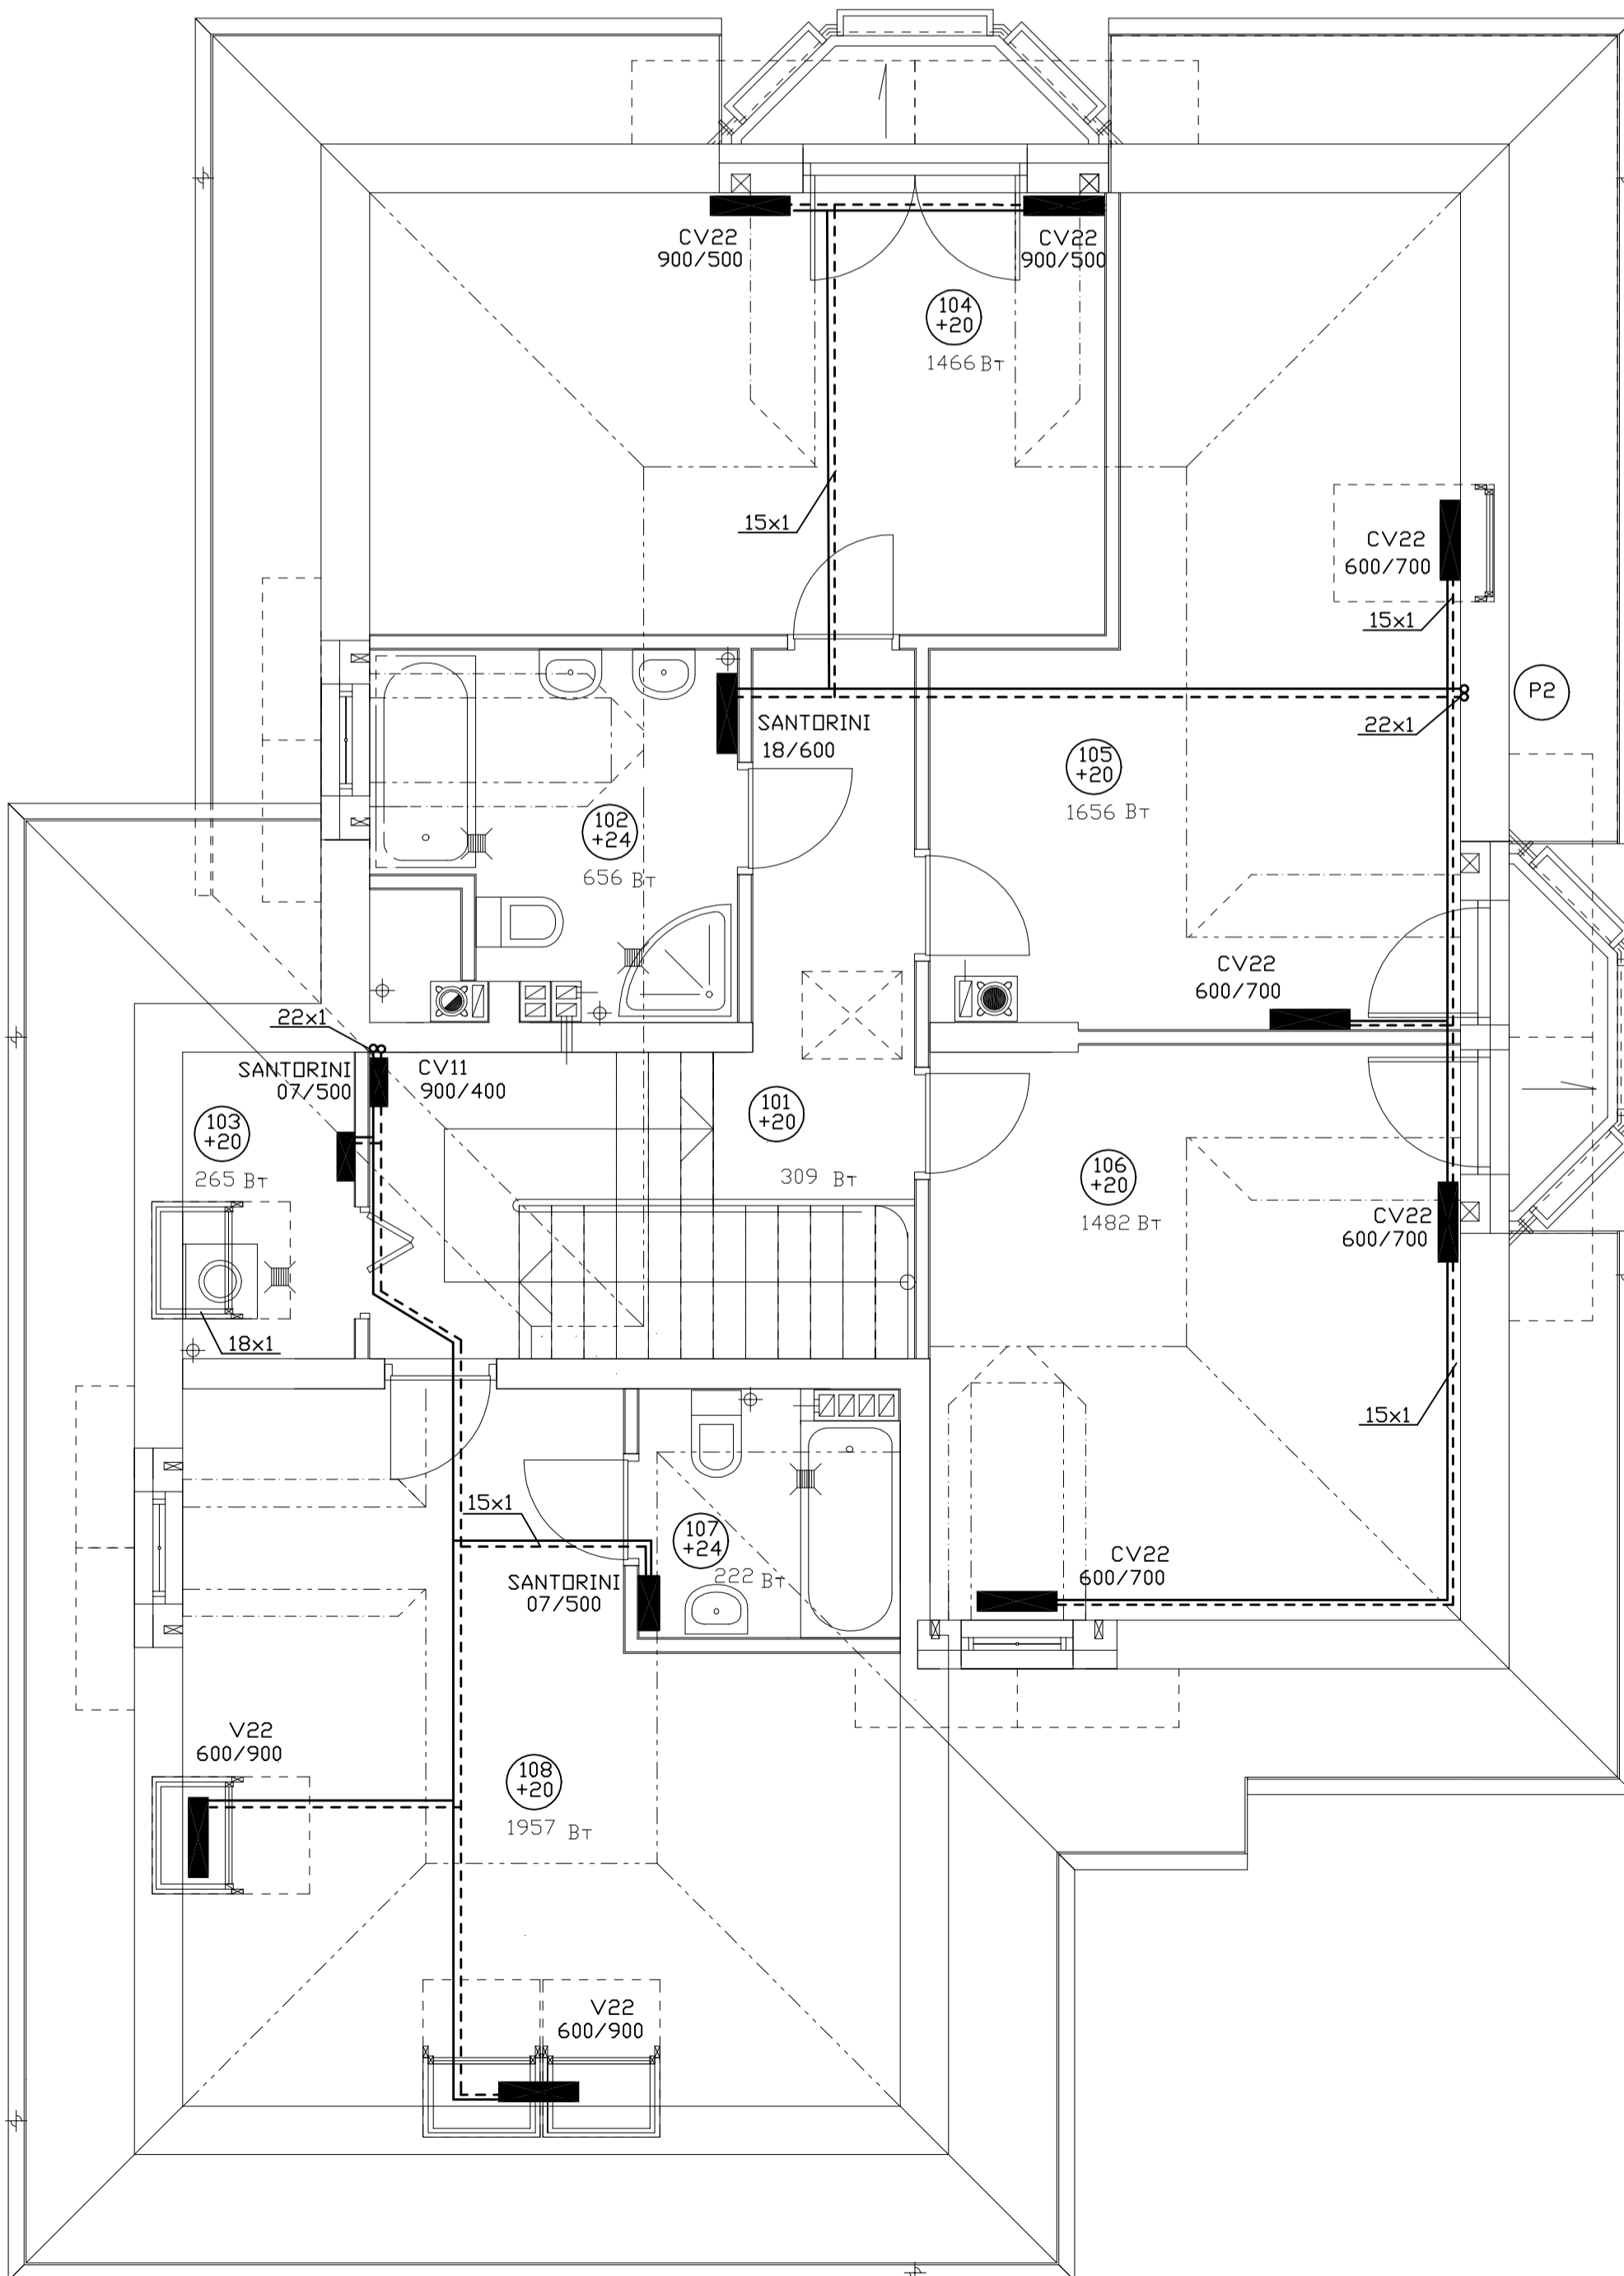 CV22
900/500
CV22
900/500
104
+20
1466 Вт
15x1
CV22
600/700
15x1
P2
22x1
SANTORINI
18/600
105
+20
1656 Вт
102
+24
656 Вт
CV22
600/700
22x1
SANTORINI
07/500
CV11
900/400
103
+20
265 Вт
101
+20
309 Вт
106
+20
1482 Вт
CV22
600/700
18x1
15x1
15x1
107
+24
222 Вт
SANTORINI
07/500
CV22
600/700
V22
600/900
108
+20
1957 Вт
V22
600/900